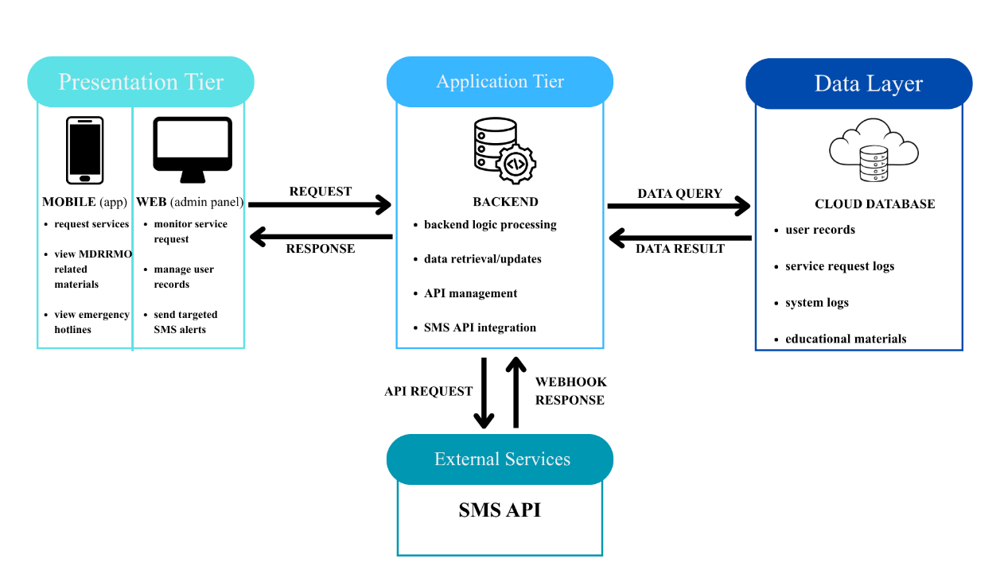 Presentation Tier
MOBILE (app)
• request services
• view MDRRMO
related
materials
• view emergency
hotlines
WEB (admin panel)
• monitor service
request
• manage user
records
• send targeted
SMS alerts
REQUEST
RESPONSE
Application Tier
</>
BACKEND
• backend logic processing
• data retrieval/updates
• API management
• SMS API integration
DATA QUERY
DATA RESULT
Data Layer
CLOUD DATABASE
• user records
• service request logs
• system logs
• educational materials
API REQUEST
WEBHOOK
RESPONSE
External Services
SMS API